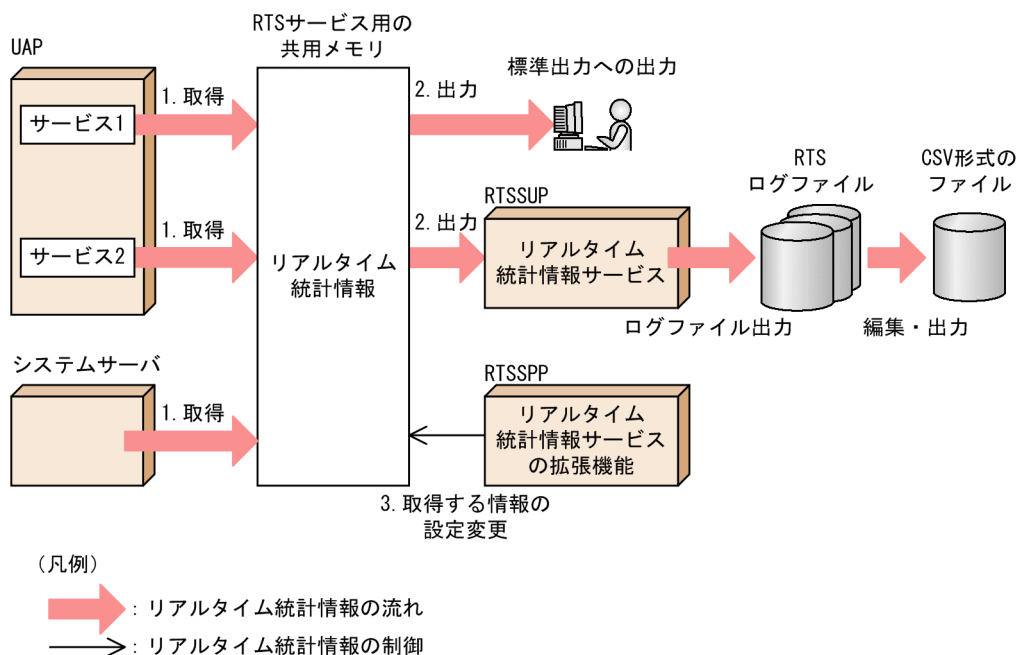 RTSサービス用の
共用メモリ
UAP
標準出力への出力
1. 取得
2. 出力
サービス1
RTS
ログファイル
CSV形式の
ファイル
RTSSUP
1. 取得
2. 出力
サービス2
リアルタイム
統計情報
リアルタイム
統計情報サービス
ログファイル出力
編集・出力
システムサーバ
RTSSPP
1. 取得
リアルタイム
統計情報サービス
の拡張機能
3. 取得する情報の
設定変更
(凡例)
: リアルタイム統計情報の流れ
: リアルタイム統計情報の制御